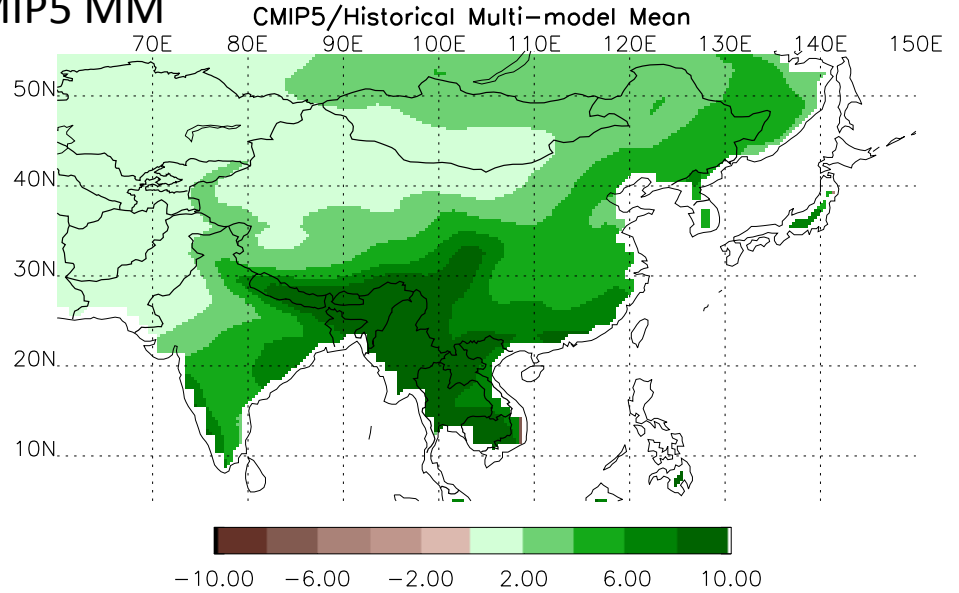 MIP5 MM
CMIP5/Historical Multi-model Mean
70E 80E 90E 100E 110E 120E 130E 140E 150E
50N
40N
30N
20N
10N
-10.00 -6.00 -2.00 2.00 6.00 10.00